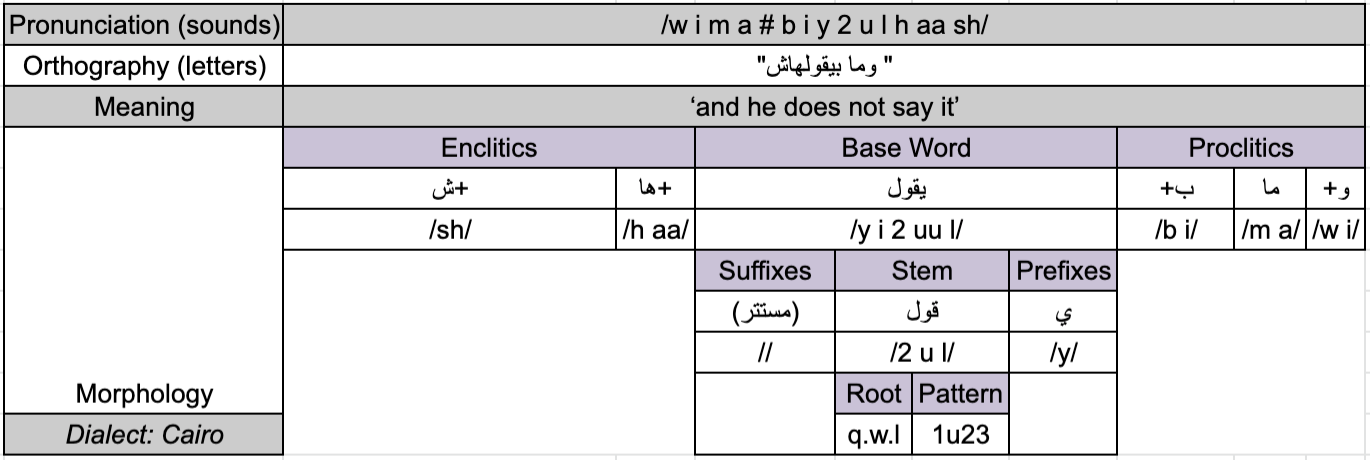 Pronunciation (sounds) /w i m a # b i y 2 u l h aa sh/
Orthography (letters) "وما بيقولهاش "
Meaning ‘and he does not say it’
Enclitics Base Word Proclitics
+ش +ها يقول ب+ ما و+
/sh/ /h aa/ /y i 2 uu l/ /b i/ /m a/ /w i/
Suffixes Stem Prefixes
(مستتر) قول ي
// /2 u l/ /y/
Morphology Root Pattern
Dialect: Cairo q.w.l 1u23